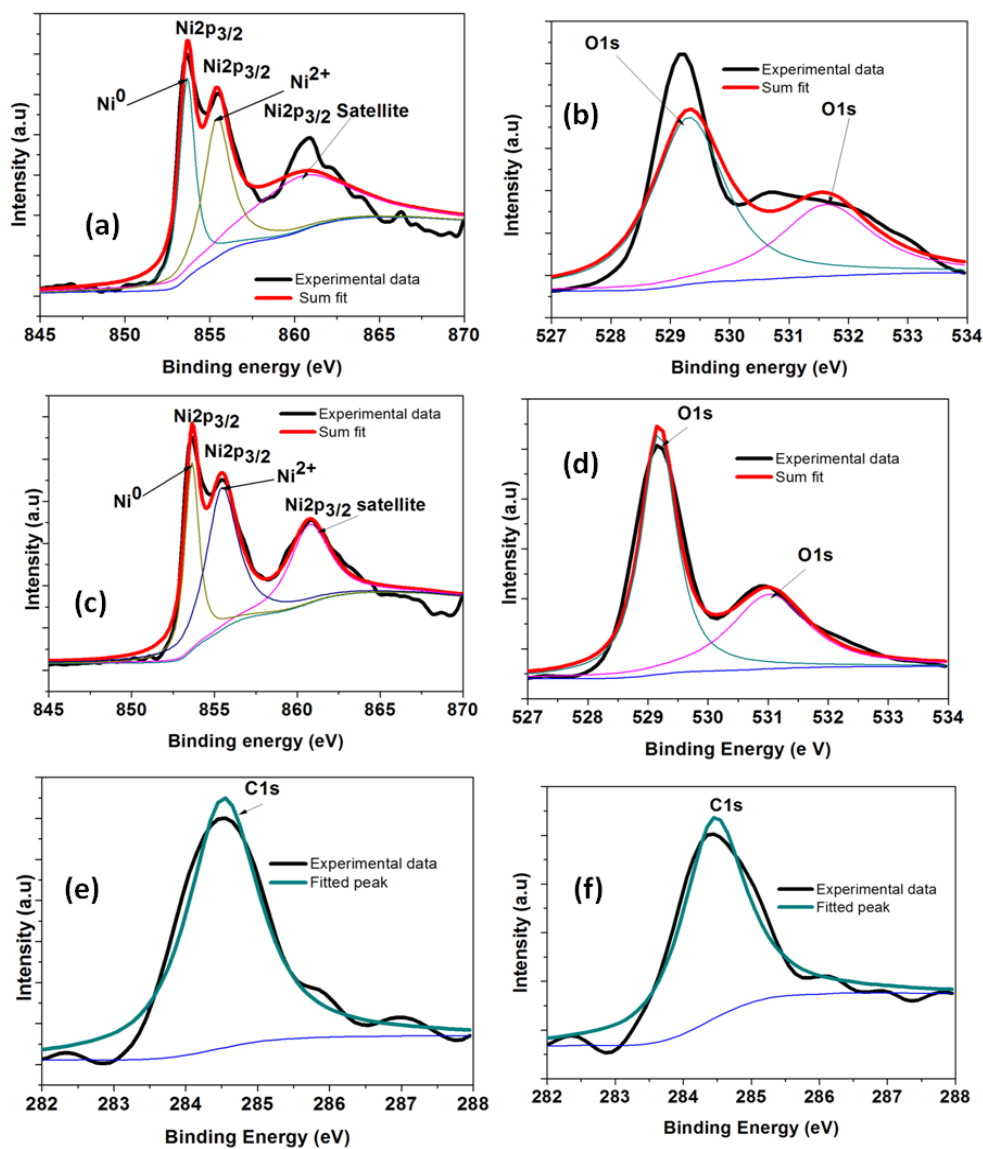 Ni2p3/2
Ni2p3/2
Ni0
Ni2+
Ni2p3/2 Satellite
(a)
Experimental data
Sum fit
Intensity (a.u)
845 850 855 860 865 870
Binding energy (eV)
O1s
O1s
Experimental data
Sum fit
(b)
Intensity (a.u)
527 528 529 530 531 532 533 534
Binding energy (eV)
Ni2p3/2
Experimental data
Sum fit
Ni2p3/2
Ni0
Ni2+
Ni2p3/2 satellite
(c)
Intensity (a.u)
845 850 855 860 865 870
Binding energy (eV)
O1s
Experimental data
Sum fit
(d)
O1s
Intensity (a.u)
527 528 529 530 531 532 533 534
Binding Energy (e V)
C1s
Experimental data
Fitted peak
(e)
Intensity (a.u)
282 283 284 285 286 287 288
Binding Energy (eV)
C1s
Experimental data
Fitted peak
(f)
Intensity (a.u)
282 283 284 285 286 287 288
Binding Energy (eV)